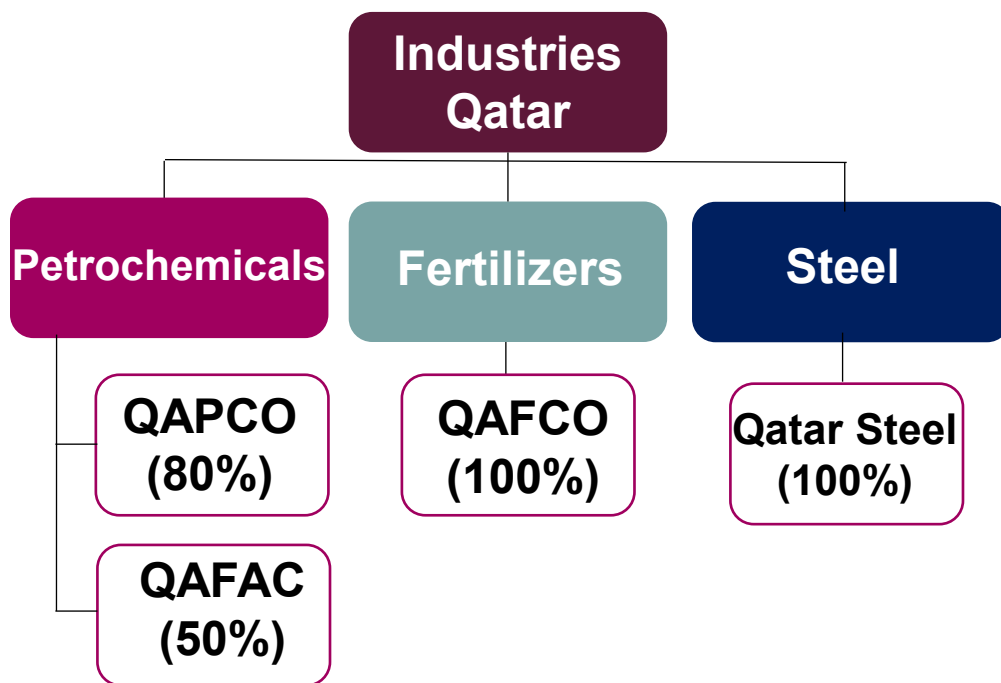 Industries
Qatar
Petrochemicals
Fertilizers
Steel
QAPCO
(80%)
QAFCO
(100%)
Qatar Steel
(100%)
QAFAC
(50%)